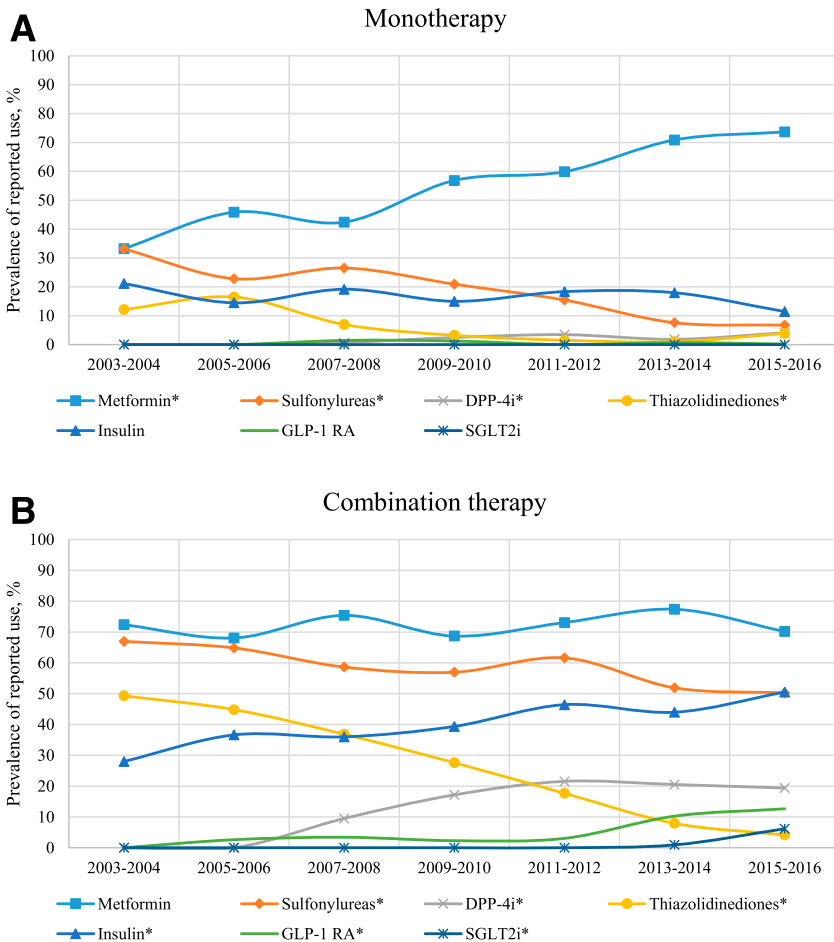 A
Monotherapy
Prevalence of reported use, %
100
90
80
70
60
50
40
30
20
10
0
2003-2004 2005-2006 2007-2008 2009-2010 2011-2012 2013-2014 2015-2016
Metformin* Sulfonylureas* DPP-4i* Thiazolidinediones*
Insulin GLP-1 RA SGLT2i
B
Combination therapy
Prevalence of reported use, %
100
90
80
70
60
50
40
30
20
10
0
2003-2004 2005-2006 2007-2008 2009-2010 2011-2012 2013-2014 2015-2016
Metformin Sulfonylureas* DPP-4i* Thiazolidinediones*
Insulin* GLP-1 RA* SGLT2i*